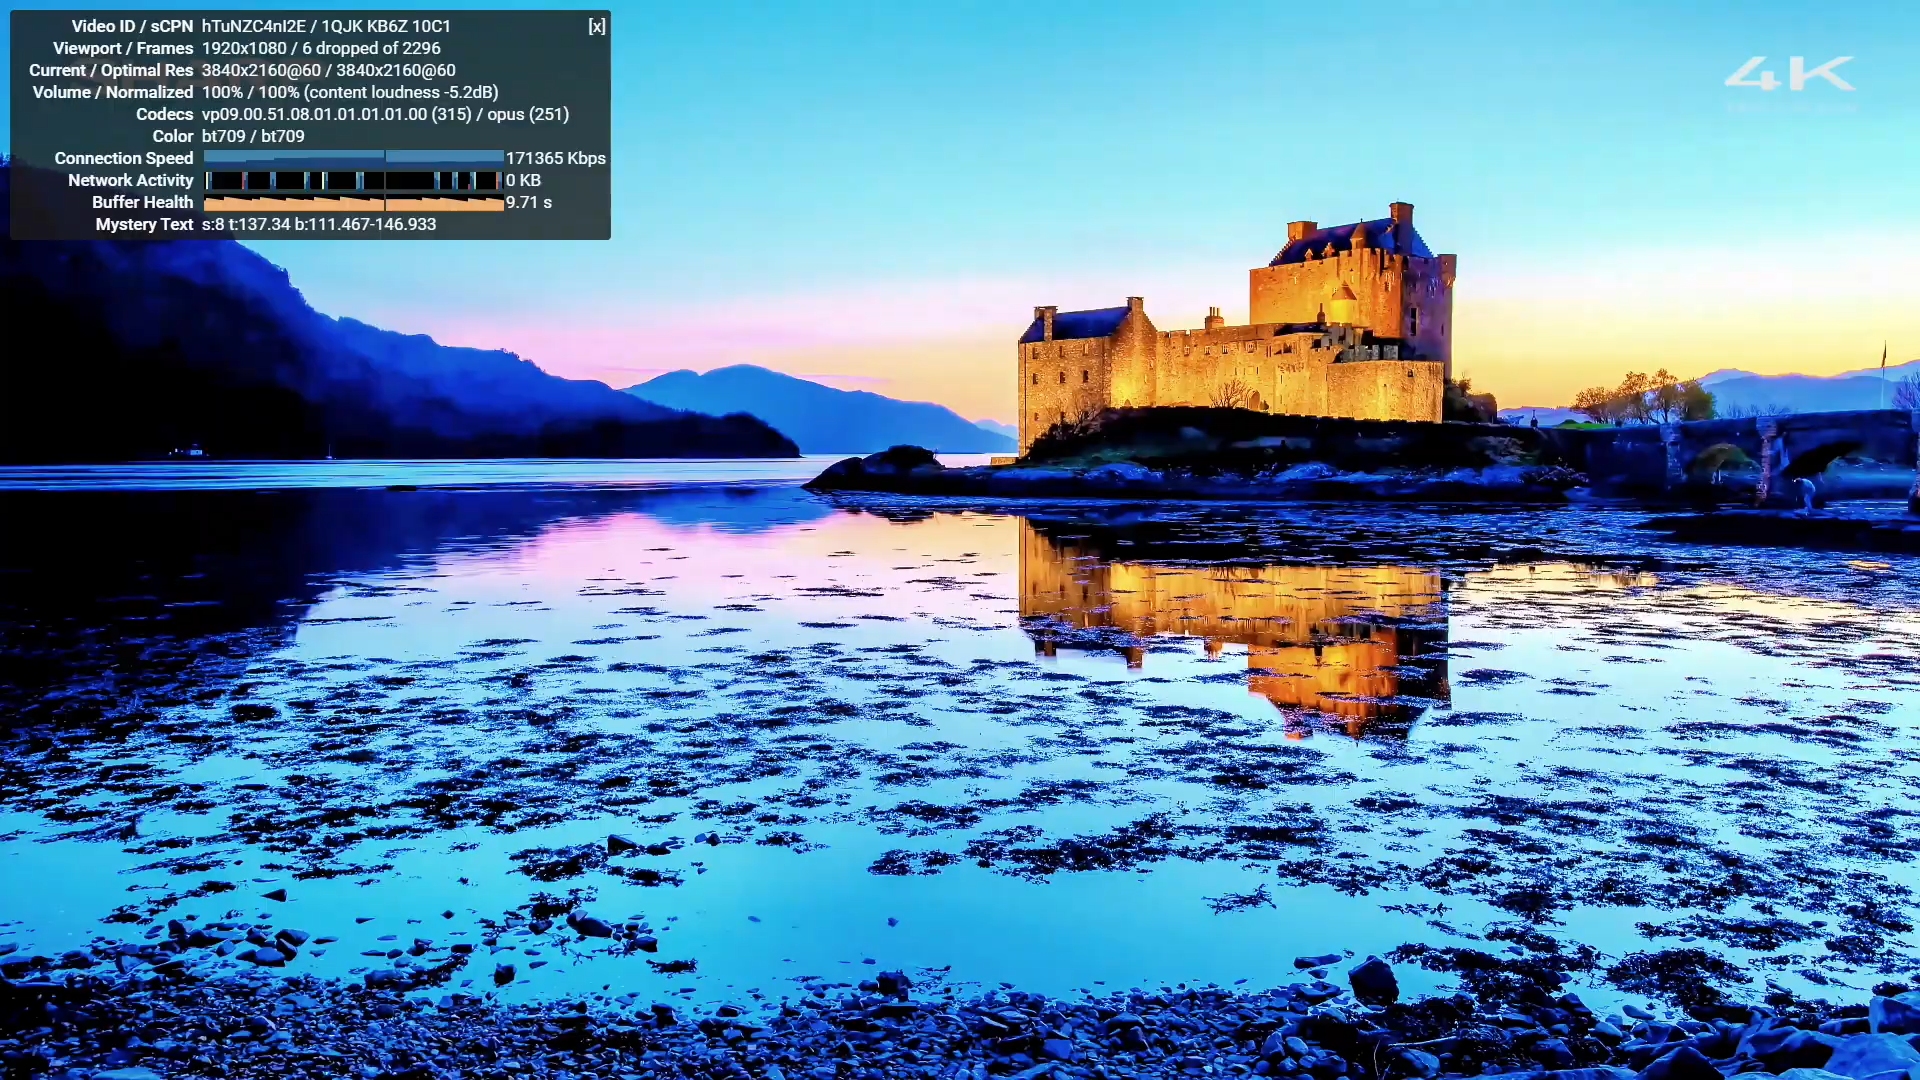 Video ID / sCPN hTuNZC4nI2E / 1QJK KB6Z 10C1 [x]
Viewport / Frames 1920x1080 / 6 dropped of 2296
Current / Optimal Res 3840x2160@60 / 3840x2160@60
Volume / Normalized 100% / 100% (content loudness -5.2dB)
Codecs vp09.00.51.08.01.01.01.01.00 (315) / opus (251)
Color bt709 / bt709
Connection Speed 171365 Kbps
Network Activity 0 KB
Buffer Health 9.71 s
Mystery Text s:8 t:137.34 b:111.467-146.933
4K